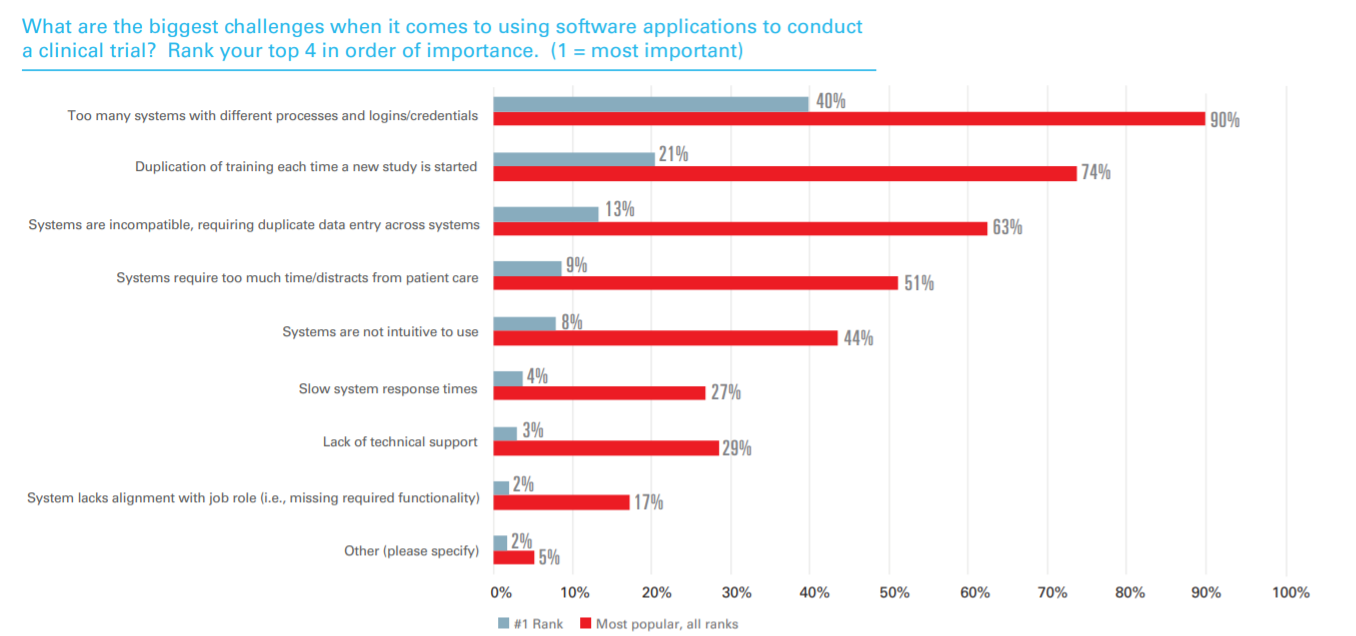 What are the biggest challenges when it comes to using software applications to conduct
a clinical trial? Rank your top 4 in order of importance. (1 = most important)
Too many systems with different processes and logins/credentials
40%
90%
Duplication of training each time a new study is started
21%
74%
Systems are incompatible, requiring duplicate data entry across systems
13%
63%
Systems require too much time/distracts from patient care
9%
51%
Systems are not intuitive to use
8%
44%
Slow system response times
4%
27%
Lack of technical support
3%
29%
System lacks alignment with job role (i.e., missing required functionality)
2%
17%
Other (please specify)
2%
5%
0% 10% 20% 30% 40% 50% 60% 70% 80% 90% 100%
#1 Rank Most popular, all ranks